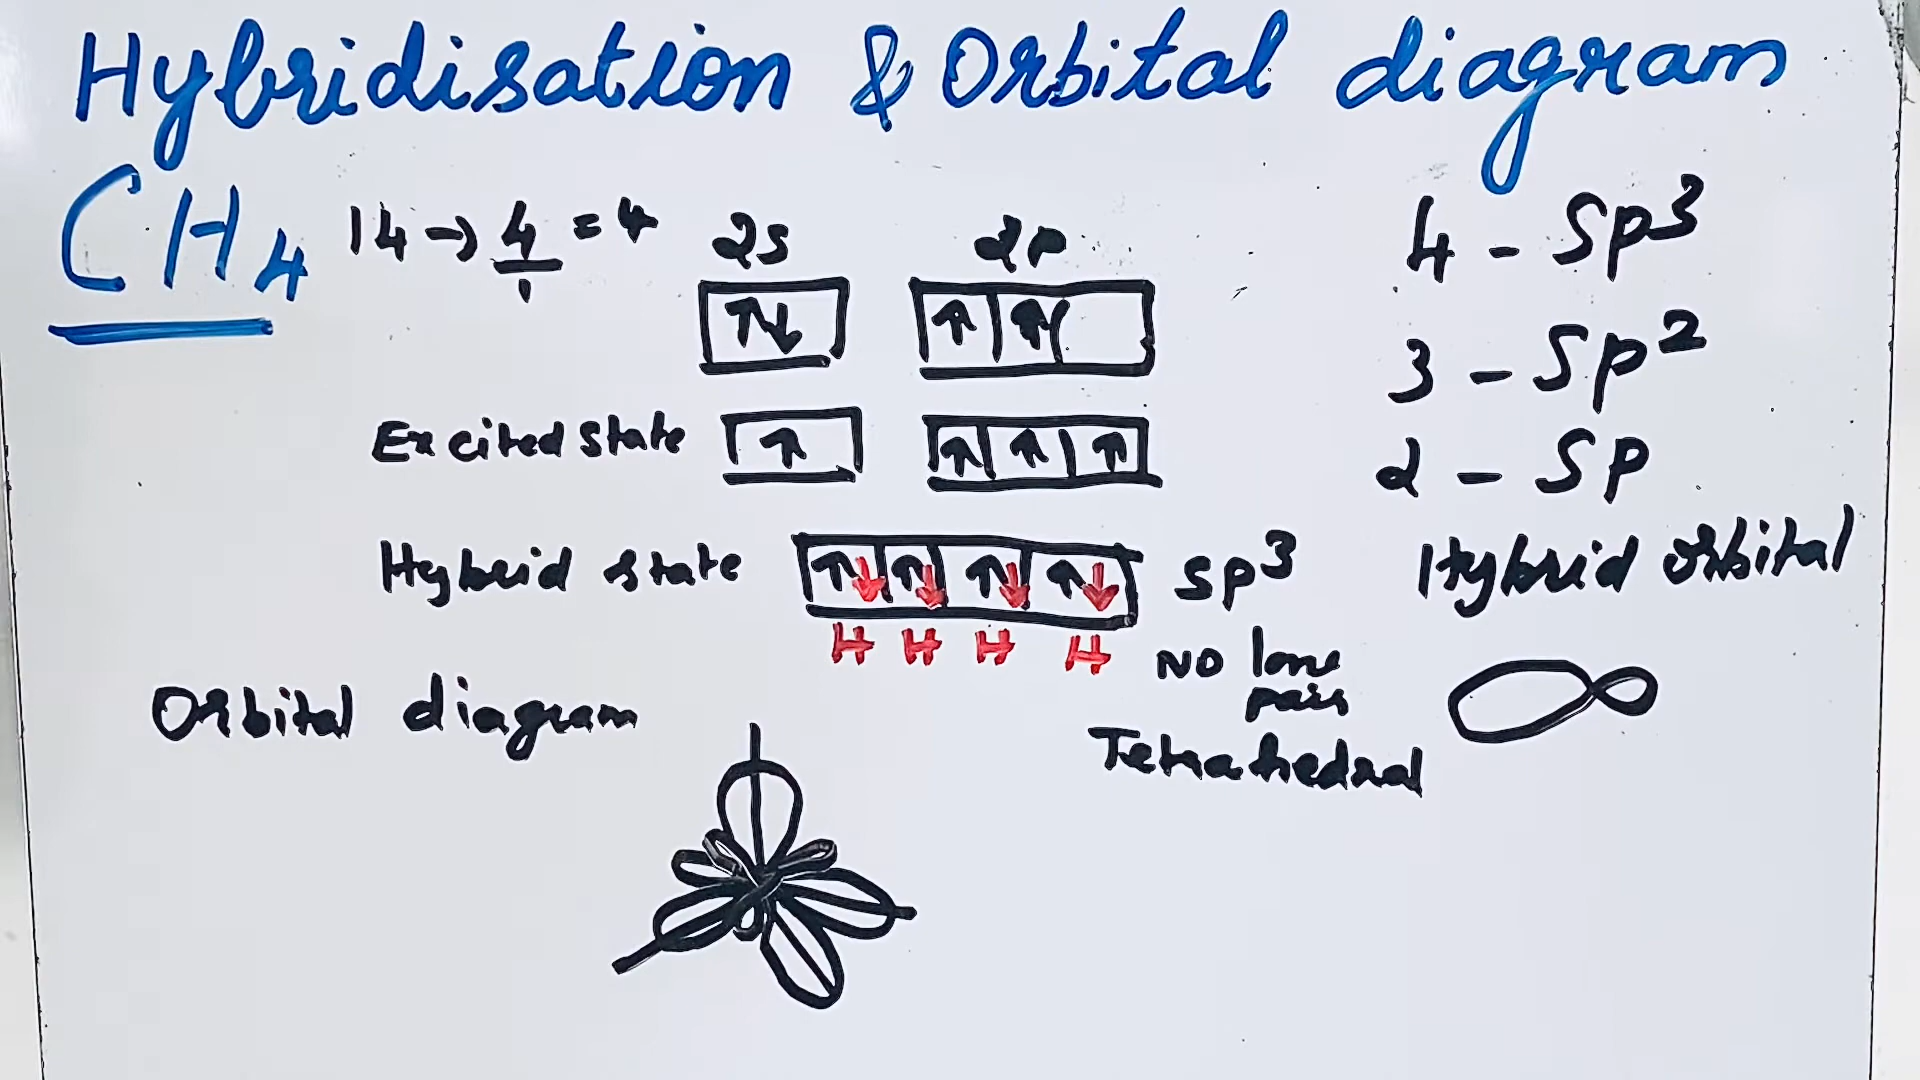 Hybridisation & Orbital diagram
CH4 14 → 4/1 = 4
2s 2p
Excited state
Hybrid state sp3
H H H H
NO lone
pair
Tetrahedral
4 - sp3
3 - sp2
2 - sp
Hybrid orbital
Orbital diagram